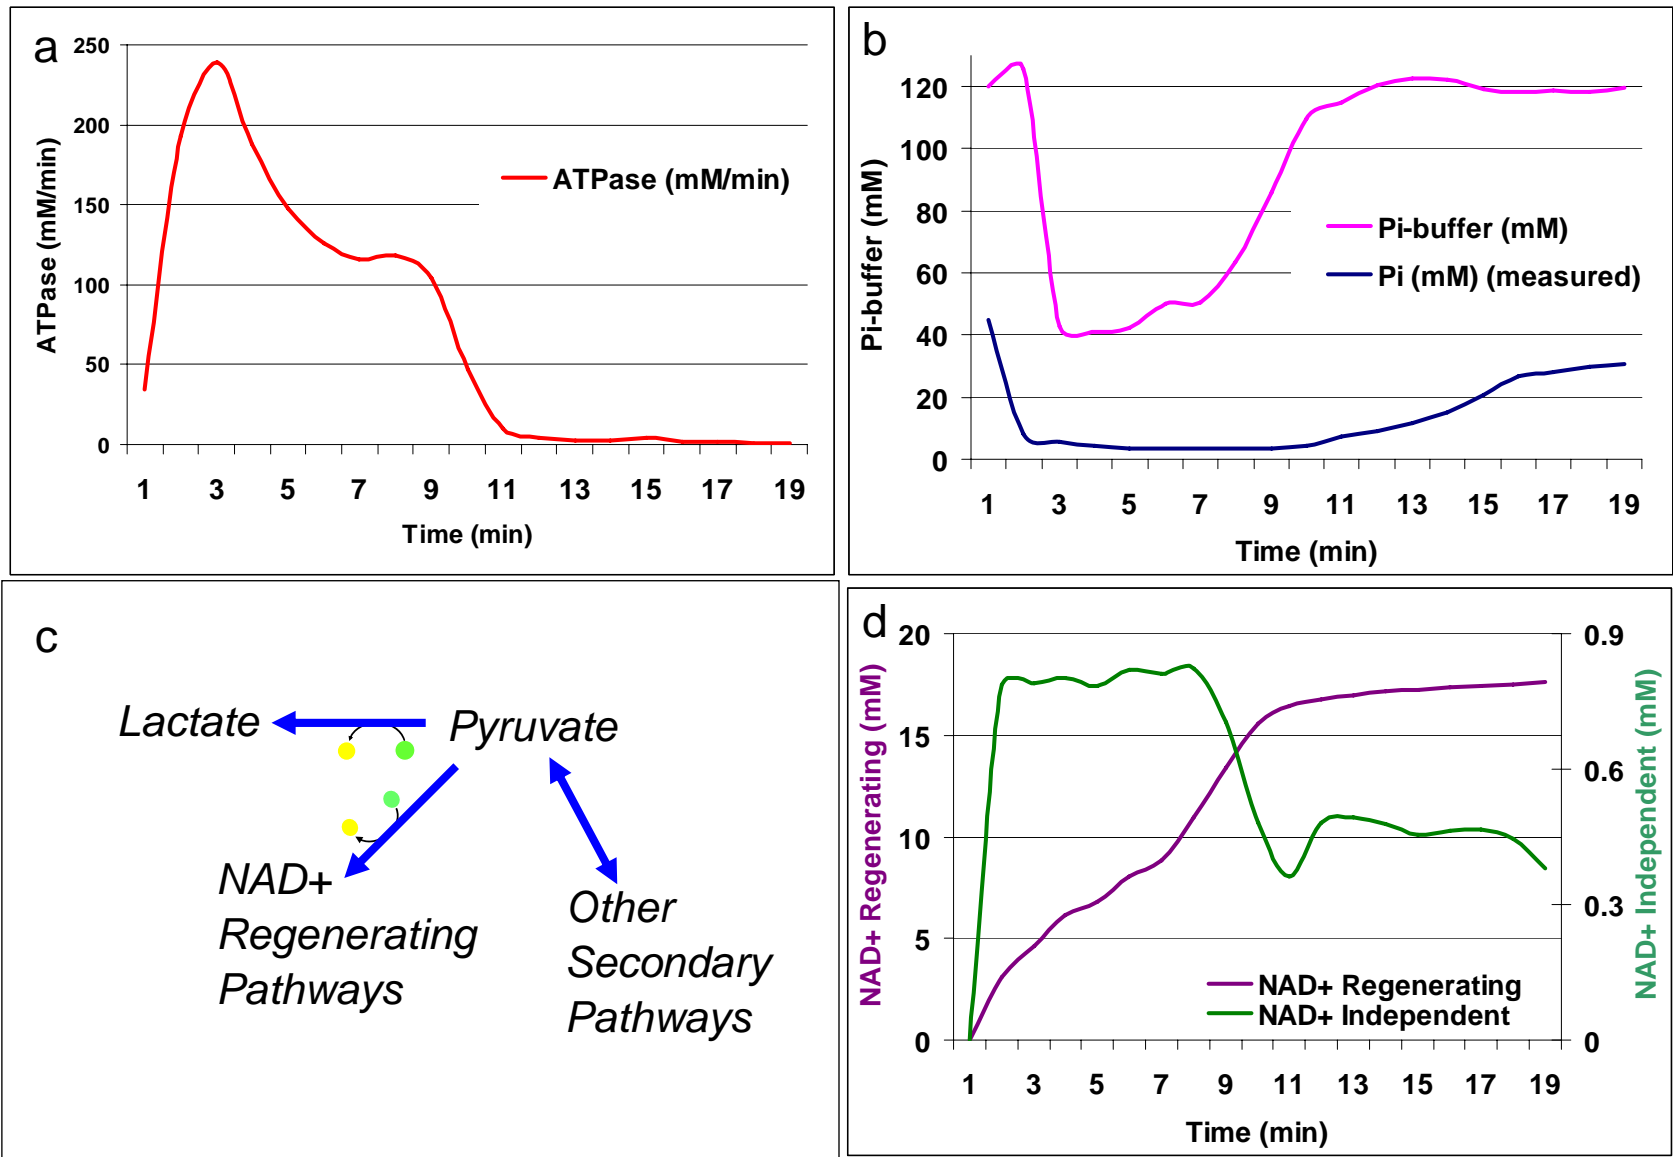 a
250
200
150
100
50
0
ATPase (mM/min)
ATPase (mM/min)
1 3 5 7 9 11 13 15 17 19
Time (min)
b
120
100
80
60
40
20
0
Pi-buffer (mM)
Pi-buffer (mM)
Pi (mM) (measured)
1 3 5 7 9 11 13 15 17 19
Time (min)
c
Lactate
Pyruvate
NAD+
Regenerating
Pathways
Other
Secondary
Pathways
d
20
15
10
5
0
NAD+ Regenerating (mM)
0.9
0.6
0.3
0
NAD+ Independent (mM)
NAD+ Regenerating
NAD+ Independent
1 3 5 7 9 11 13 15 17 19
Time (min)